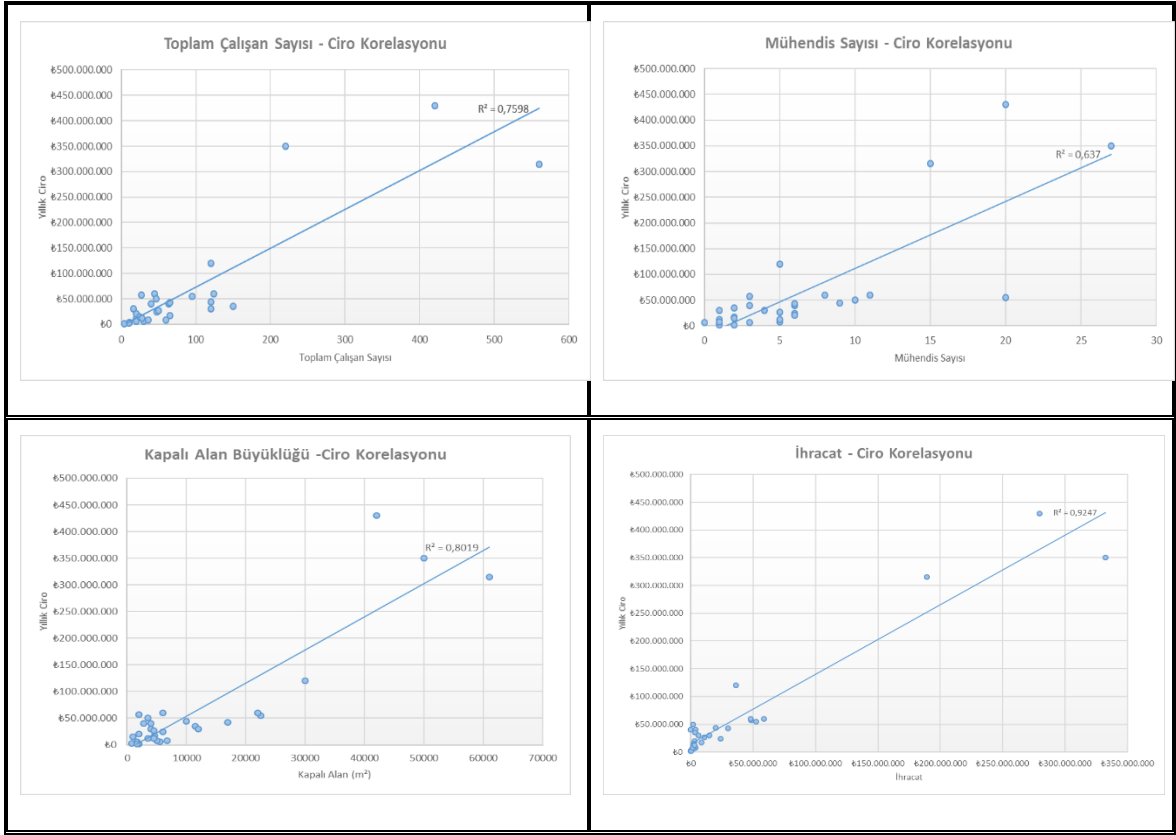 Toplam Çalışan Sayısı - Ciro Korelasyonu
₺500.000.000
₺450.000.000
₺400.000.000
₺350.000.000
₺300.000.000
₺250.000.000
₺200.000.000
₺150.000.000
₺100.000.000
₺50.000.000
₺0
Yıllık Ciro
R² = 0,7598
0 100 200 300 400 500 600
Toplam Çalışan Sayısı
Mühendis Sayısı - Ciro Korelasyonu
₺500.000.000
₺450.000.000
₺400.000.000
₺350.000.000
₺300.000.000
₺250.000.000
₺200.000.000
₺150.000.000
₺100.000.000
₺50.000.000
₺0
Yıllık Ciro
R² = 0,637
0 5 10 15 20 25 30
Mühendis Sayısı
Kapalı Alan Büyüklüğü -Ciro Korelasyonu
₺500.000.000
₺450.000.000
₺400.000.000
₺350.000.000
₺300.000.000
₺250.000.000
₺200.000.000
₺150.000.000
₺100.000.000
₺50.000.000
₺0
Yıllık Ciro
R² = 0,8019
0 10000 20000 30000 40000 50000 60000 70000
Kapalı Alan (m²)
İhracat - Ciro Korelasyonu
₺500.000.000
₺450.000.000
₺400.000.000
₺350.000.000
₺300.000.000
₺250.000.000
₺200.000.000
₺150.000.000
₺100.000.000
₺50.000.000
₺0
Yıllık Ciro
R² = 0,9247
₺0 ₺50.000.000 ₺100.000.000 ₺150.000.000 ₺200.000.000 ₺250.000.000 ₺300.000.000 ₺350.000.000
İhracat